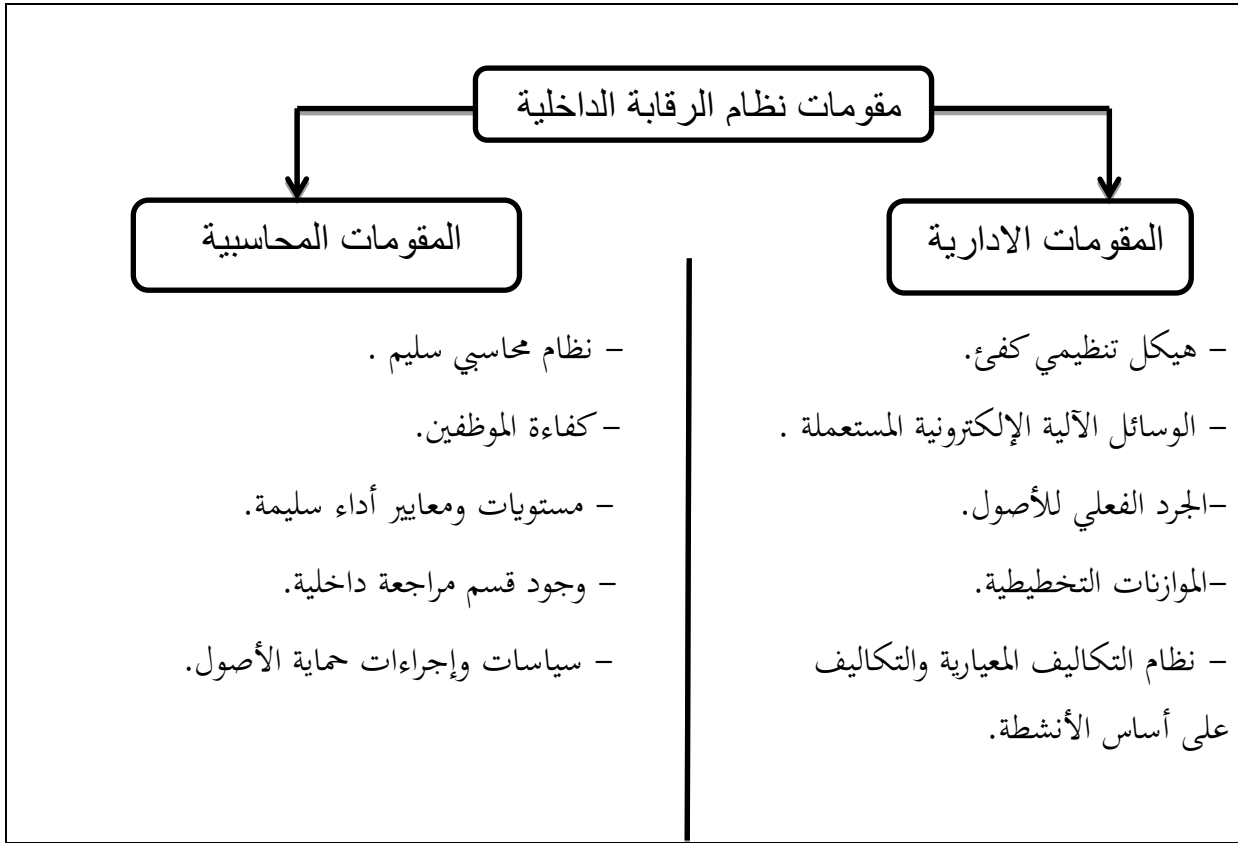 مقومات نظام الرقابة الداخلية
المقومات الادارية
– هيكل تنظيمي كفئ.
– الوسائل الآلية الإلكترونية المستعملة .
–الجرد الفعلي للأصول.
–الموازنات التخطيطية.
– نظام التكاليف المعيارية والتكاليف
على أساس الأنشطة.
المقومات المحاسبية
– نظام محاسبي سليم .
– كفاءة الموظفين.
– مستويات ومعايير أداء سليمة.
– وجود قسم مراجعة داخلية.
– سياسات وإجراءات حماية الأصول.